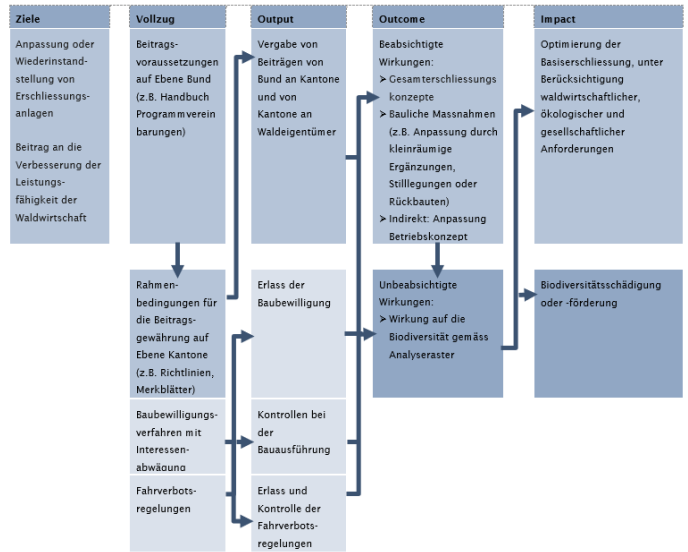 Ziele
Anpassung oder
Wiederinstand-
stellung von
Erschliessungs-
anlagen
Beitrag an die
Verbesserung der
Leistungs-
fähigkeit der
Waldwirtschaft
Vollzug
Beitrags-
voraussetzungen
auf Ebene Bund
(z.B. Handbuch
Programmverein
barungen)
Rahmen-
bedingungen für
die Beitrags-
gewährung auf
Ebene Kantone
(z.B. Richtlinien,
Merkblätter)
Baubewilligungs-
verfahren mit
Interessen-
abwägung
Fahrverbots-
regelungen
Output
Vergabe von
Beiträgen von
Bund an Kantone
und von
Kantone an
Waldeigentümer
Erlass der
Baubewilligung
Kontrollen bei
der
Bauausführung
Erlass und
Kontrolle der
Fahrverbots-
regelungen
Outcome
Beabsichtigte
Wirkungen:
➤ Gesamterschliessungs
konzepte
➤ Bauliche Massnahmen
(z.B. Anpassung durch
kleinräumige
Ergänzungen,
Stilllegungen oder
Rückbauten)
➤ Indirekt: Anpassung
Betriebskonzept
Unbeabsichtigte
Wirkungen:
➤ Wirkung auf die
Biodiversität gemäss
Analyseraster
Impact
Optimierung der
Basiserschliessung, unter
Berücksichtigung
waldwirtschaftlicher,
ökologischer und
gesellschaftlicher
Anforderungen
Biodiversitätsschädigung
oder -förderung